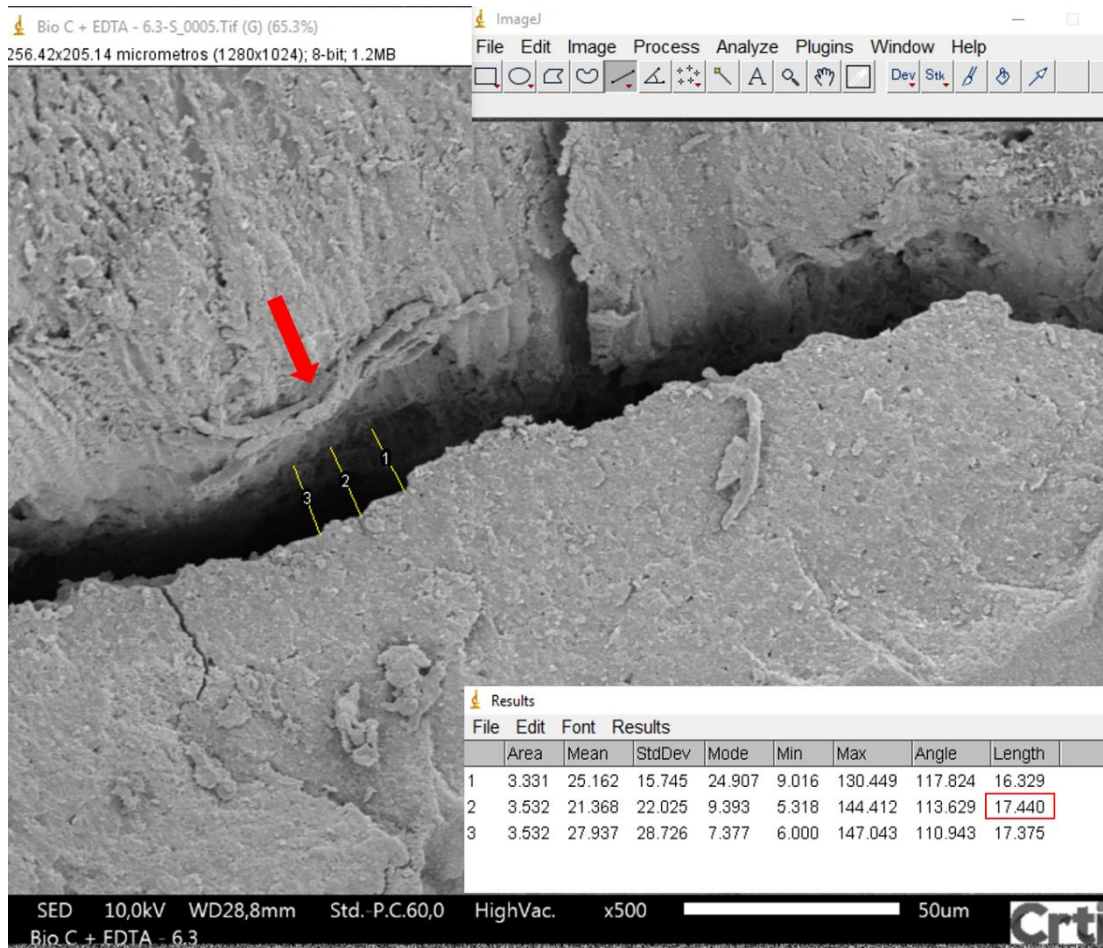 Bio C + EDTA - 6.3-S_0005.Tif (G) (65.3%)
256.42x205.14 micrometros (1280x1024); 8-bit; 1.2MB
ImageJ
File Edit Image Process Analyze Plugins Window Help
A Dev Stk
1
2
3
Results
File Edit Font Results
Area Mean StdDev Mode Min Max Angle Length
1 3.331 25.162 15.745 24.907 9.016 130.449 117.824 16.329
2 3.532 21.368 22.025 9.393 5.318 144.412 113.629 17.440
3 3.532 27.937 28.726 7.377 6.000 147.043 110.943 17.375
SED 10,0kV WD28,8mm Std.-P.C.60,0 HighVac. x500 50um
Bio C + EDTA - 6.3
Crti